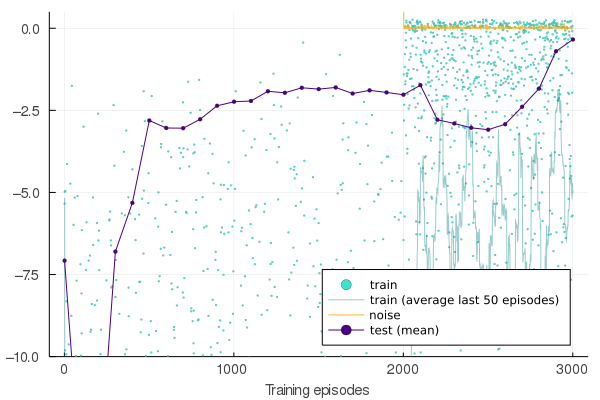 0.0
−2.5
−5.0
−7.5
−10.0
train
train (average last 50 episodes)
noise
test (mean)
0
1000
2000
3000
Training episodes